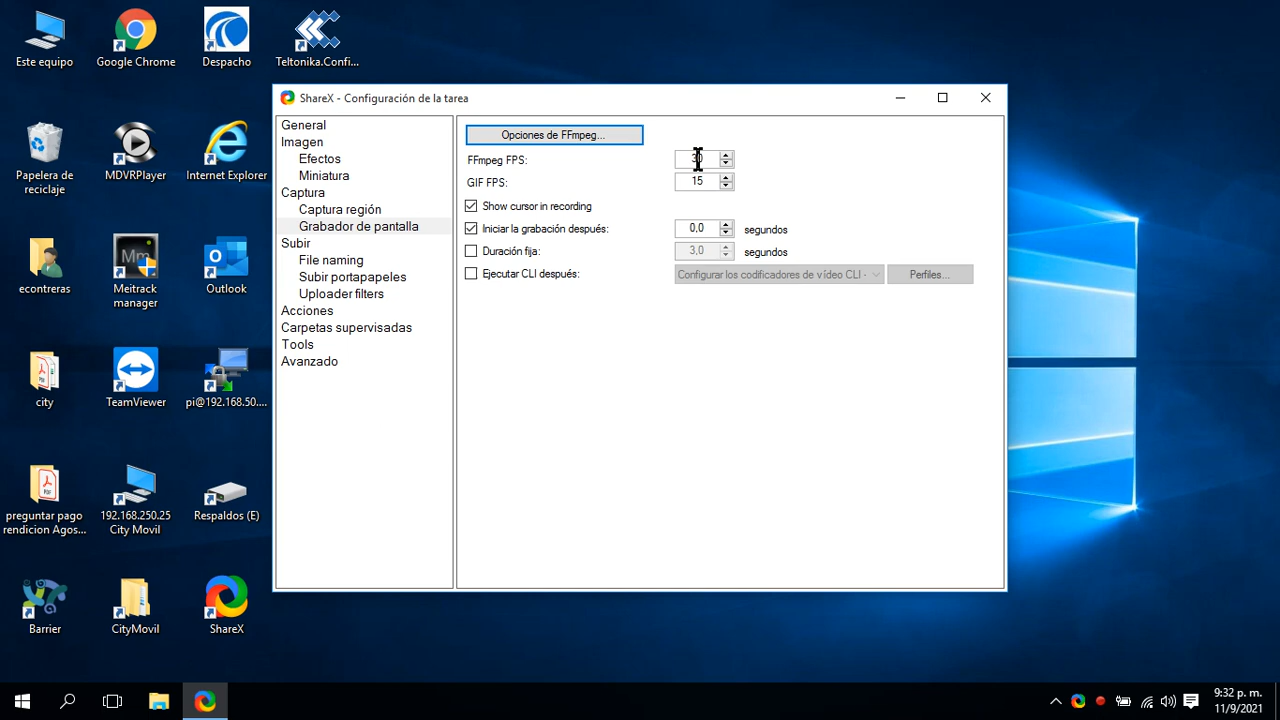 Este equipo
Google Chrome
Despacho
Teltonika.Confi...
Papelera de
reciclaje
MDVRPlayer
Internet Explorer
econtreras
Meitrack
manager
Outlook
city
TeamViewer
pi@192.168.50....
preguntar pago
rendicion Agos...
192.168.250.25
City Movil
Respaldos (E)
Barrier
CityMovil
ShareX
ShareX - Configuración de la tarea
General
Imagen
Efectos
Miniatura
Captura
Captura región
Grabador de pantalla
Subir
File naming
Subir portapapeles
Uploader filters
Acciones
Carpetas supervisadas
Tools
Avanzado
Opciones de FFmpeg...
FFmpeg FPS: 30
GIF FPS: 15
Show cursor in recording
Iniciar la grabación después: 0,0 segundos
Duración fija: 3,0 segundos
Ejecutar CLI después: Configurar los codificadores de vídeo CLI Perfiles...
9:32 p. m.
11/9/2021